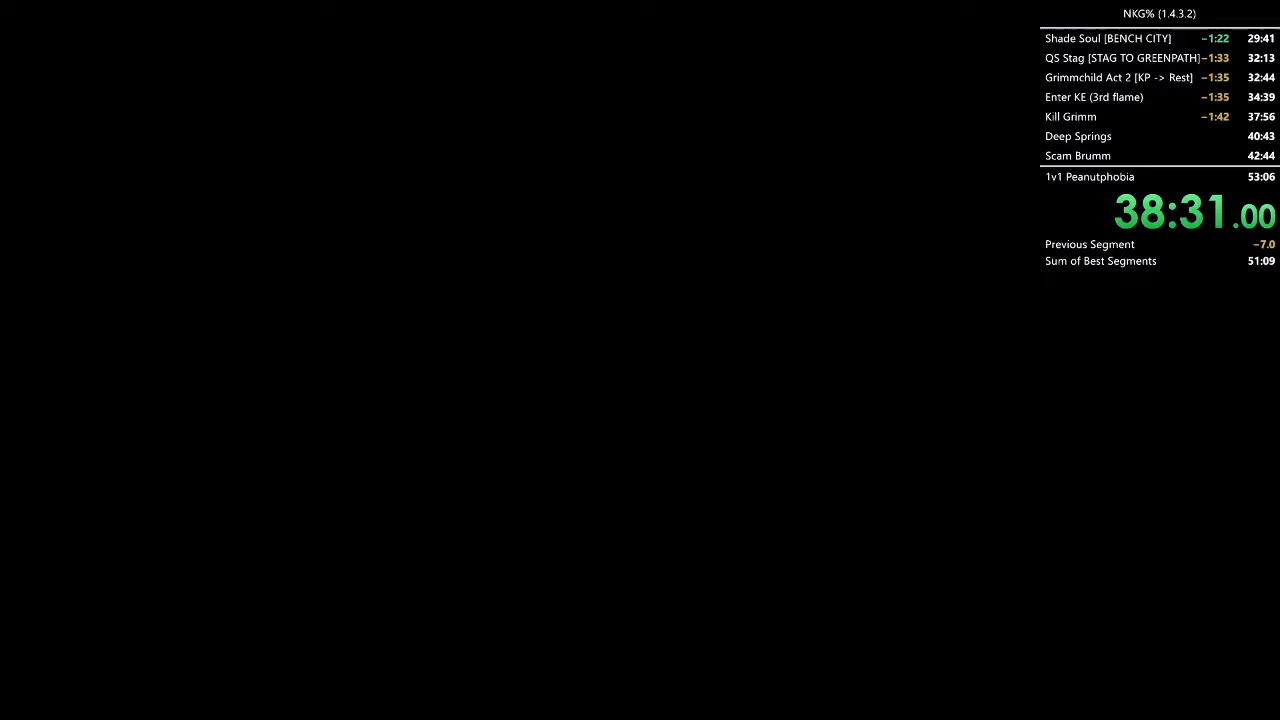 NKG% (1.4.3.2)
Shade Soul [BENCH CITY] −1:22 29:41
QS Stag [STAG TO GREENPATH] −1:33 32:13
Grimmchild Act 2 [KP -> Rest] −1:35 32:44
Enter KE (3rd flame) −1:35 34:39
Kill Grimm −1:42 37:56
Deep Springs 40:43
Scam Brumm 42:44
1v1 Peanutphobia 53:06
38:31.00
Previous Segment −7.0
Sum of Best Segments 51:09